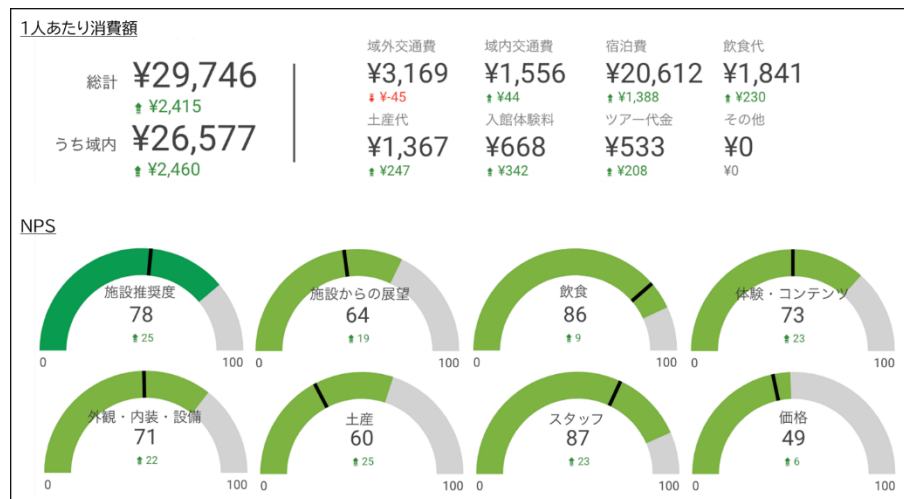 1人あたり消費額
総計 ¥29,746
¥2,415
うち域内 ¥26,577
¥2,460
域外交通費 域内交通費 宿泊費 飲食代
¥3,169 ¥1,556 ¥20,612 ¥1,841
¥-45 ¥44 ¥1,388 ¥230
土産代 入館体験料 ツアー代金 その他
¥1,367 ¥668 ¥533 ¥0
¥247 ¥342 ¥208 ¥0
NPS
施設推奨度 施設からの展望 飲食 体験・コンテンツ
78 64 86 73
25 19 9 23
0 100 0 100 0 100 0 100
外観・内装・設備 土産 スタッフ 価格
71 60 87 49
22 25 23 6
0 100 0 100 0 100 0 100